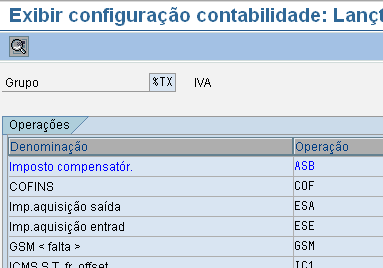 Exibir configuração contabilidade: Lançt
Grupo %TX IVA
Operações
Denominação Operação
Imposto compensatór. ASB
COFINS COF
Imp.aquisição saída ESA
Imp.aquisição entrad ESE
GSM < falta > GSM
ICMS S.T. fr. offset IC1